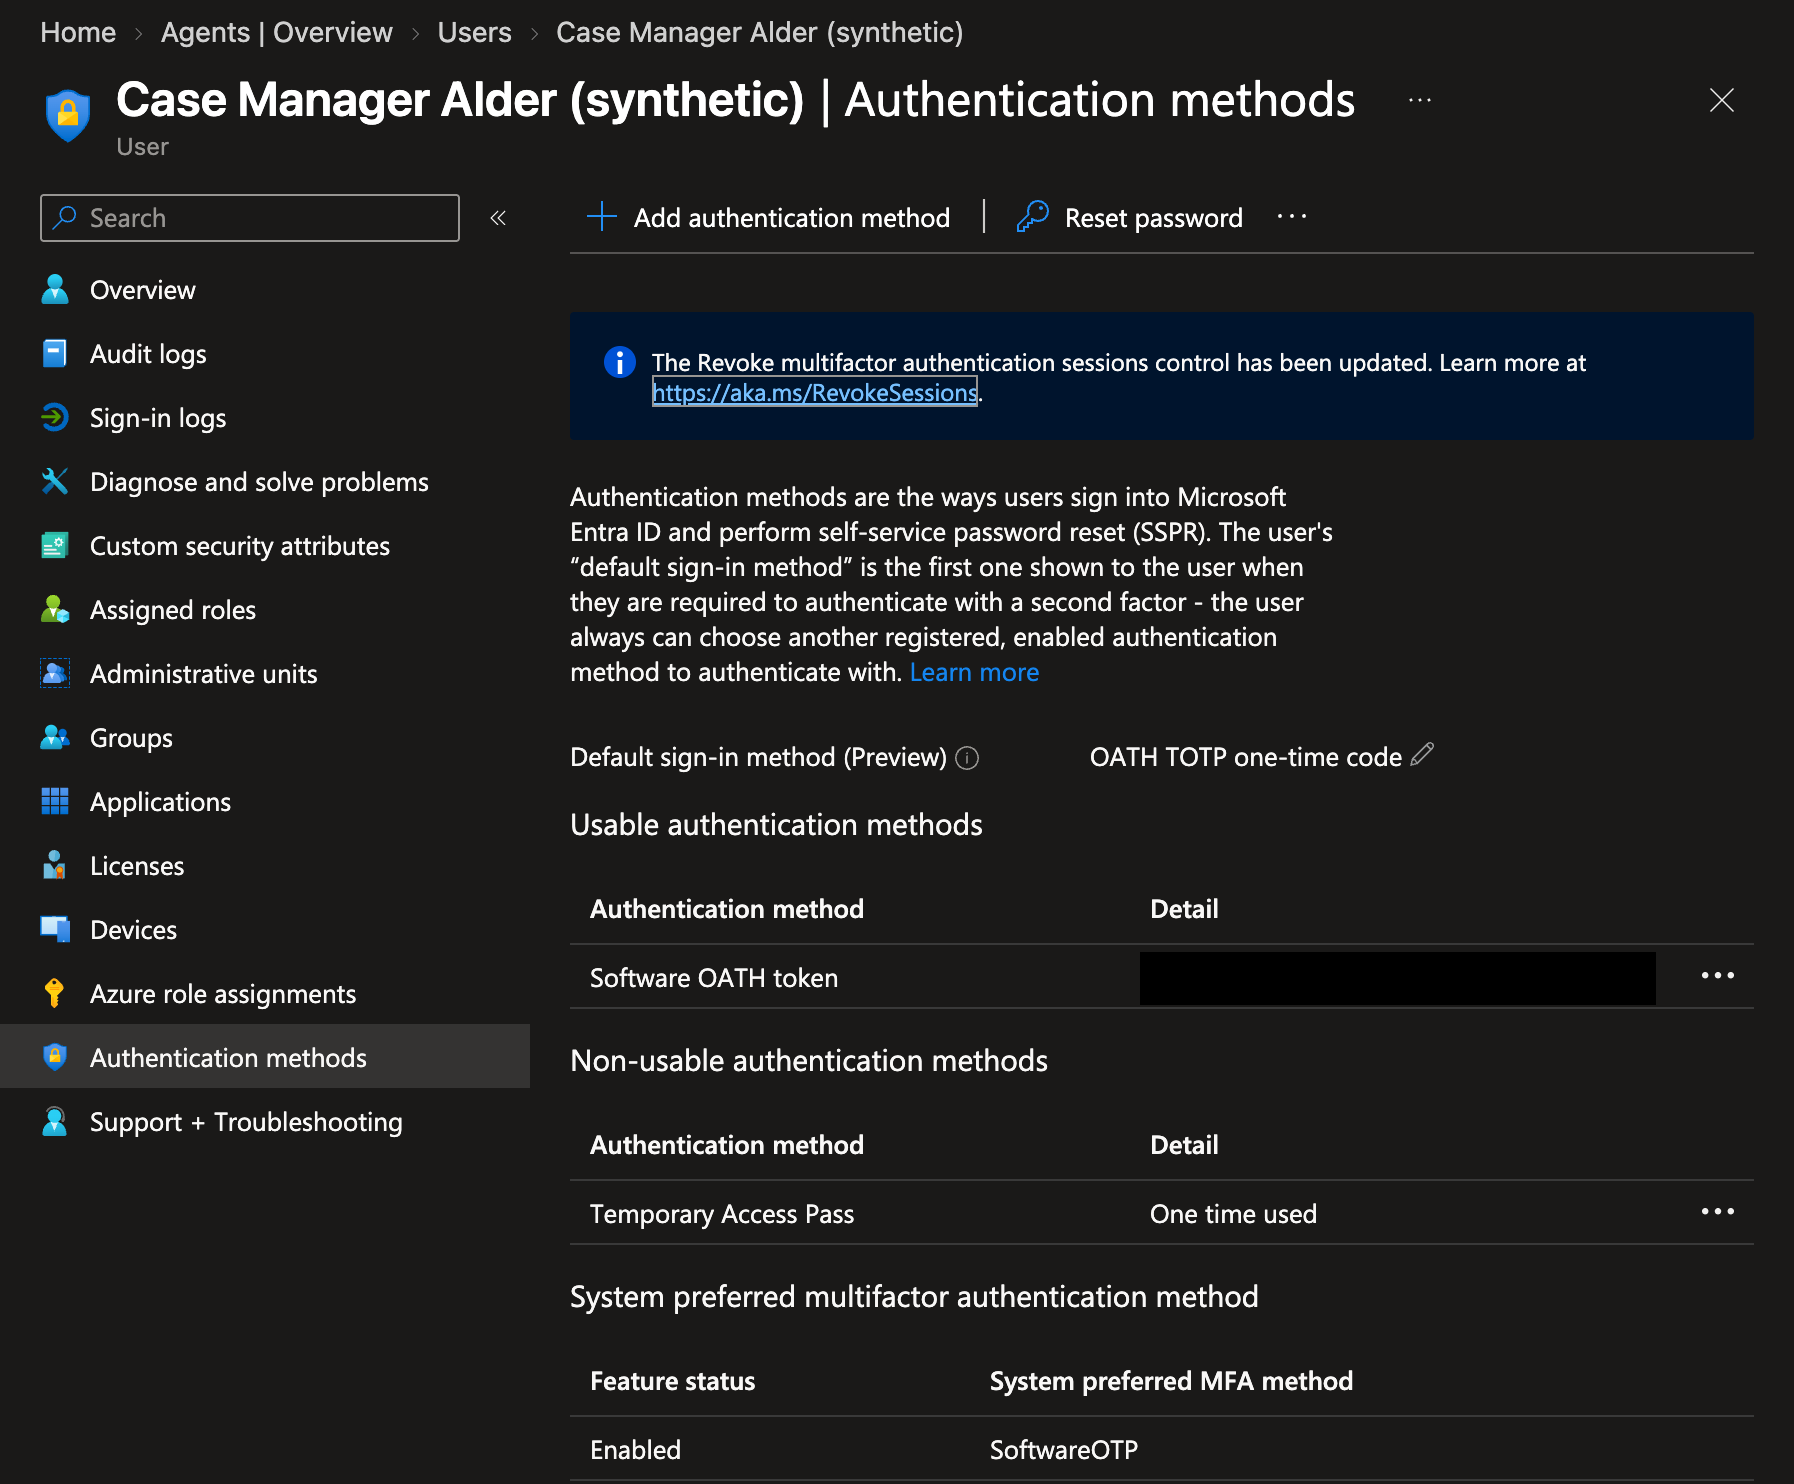 Home > Agents | Overview > Users > Case Manager Alder (synthetic)
Case Manager Alder (synthetic) | Authentication methods ...
User
Search «
Overview
Audit logs
Sign-in logs
Diagnose and solve problems
Custom security attributes
Assigned roles
Administrative units
Groups
Applications
Licenses
Devices
Azure role assignments
Authentication methods
Support + Troubleshooting
Add authentication method | Reset password ...
The Revoke multifactor authentication sessions control has been updated. Learn more at
https://aka.ms/RevokeSessions.
Authentication methods are the ways users sign into Microsoft
Entra ID and perform self-service password reset (SSPR). The user's
“default sign-in method” is the first one shown to the user when
they are required to authenticate with a second factor - the user
always can choose another registered, enabled authentication
method to authenticate with. Learn more
Default sign-in method (Preview) OATH TOTP one-time code
Usable authentication methods
Authentication method Detail
Software OATH token ...
Non-usable authentication methods
Authentication method Detail
Temporary Access Pass One time used ...
System preferred multifactor authentication method
Feature status System preferred MFA method
Enabled SoftwareOTP